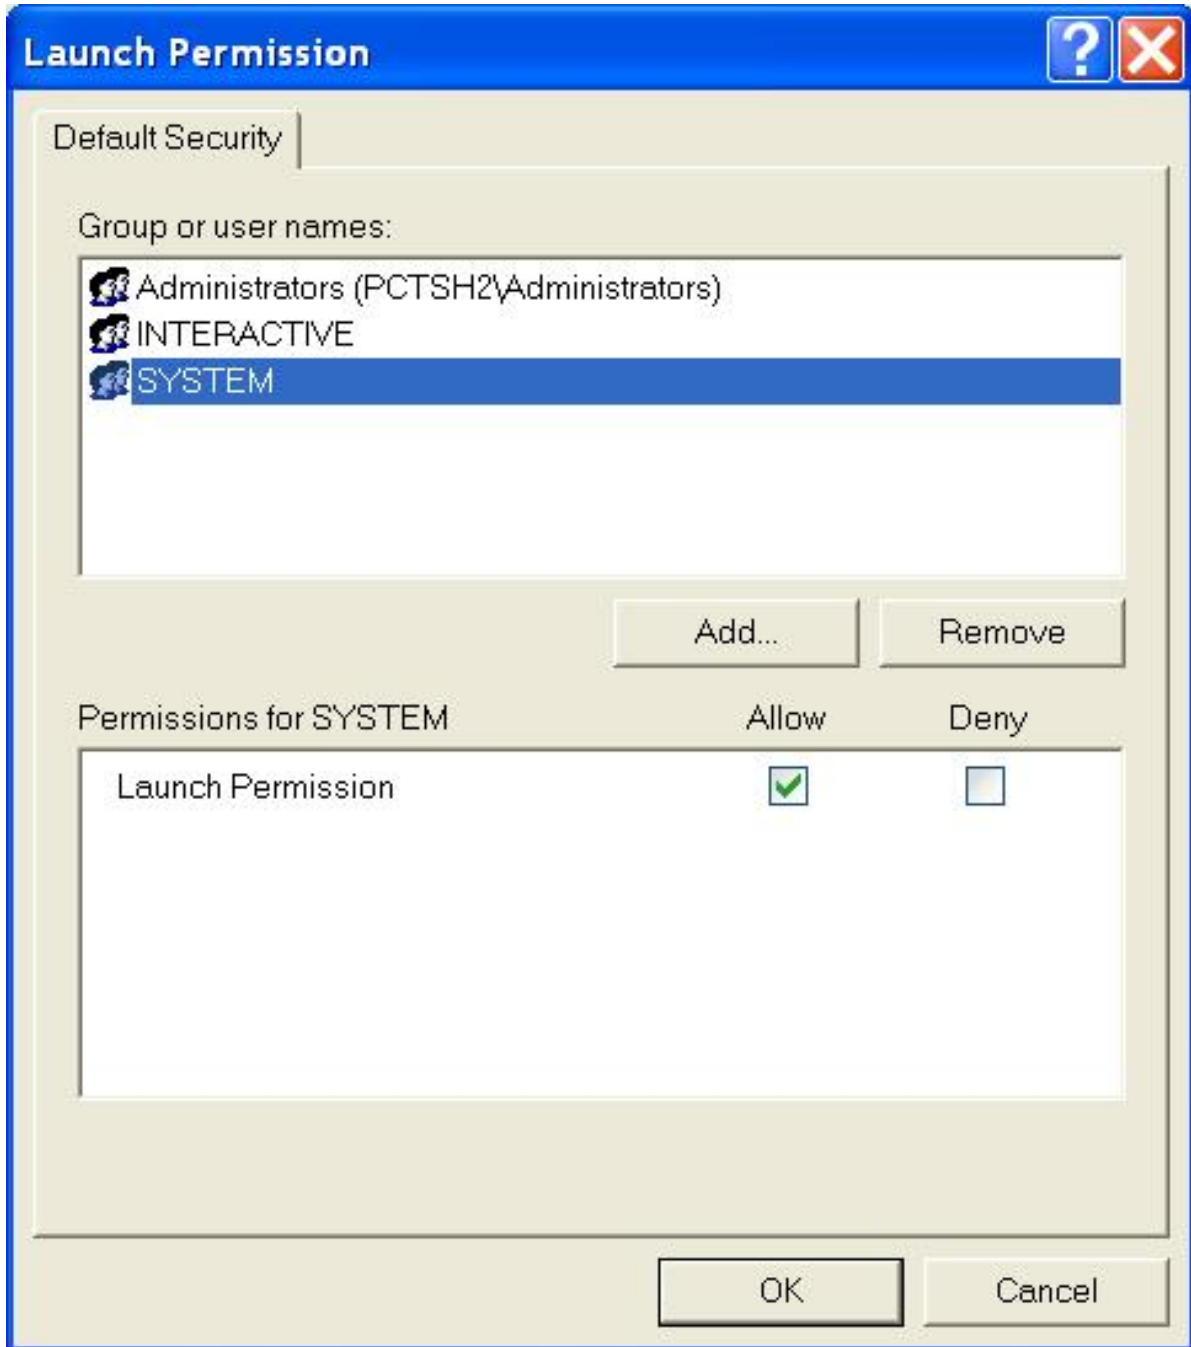 Launch Permission
Default Security
Group or user names:
Administrators (PCTSH2\Administrators)
INTERACTIVE
SYSTEM
Add... Remove
Permissions for SYSTEM Allow Deny
Launch Permission
OK Cancel